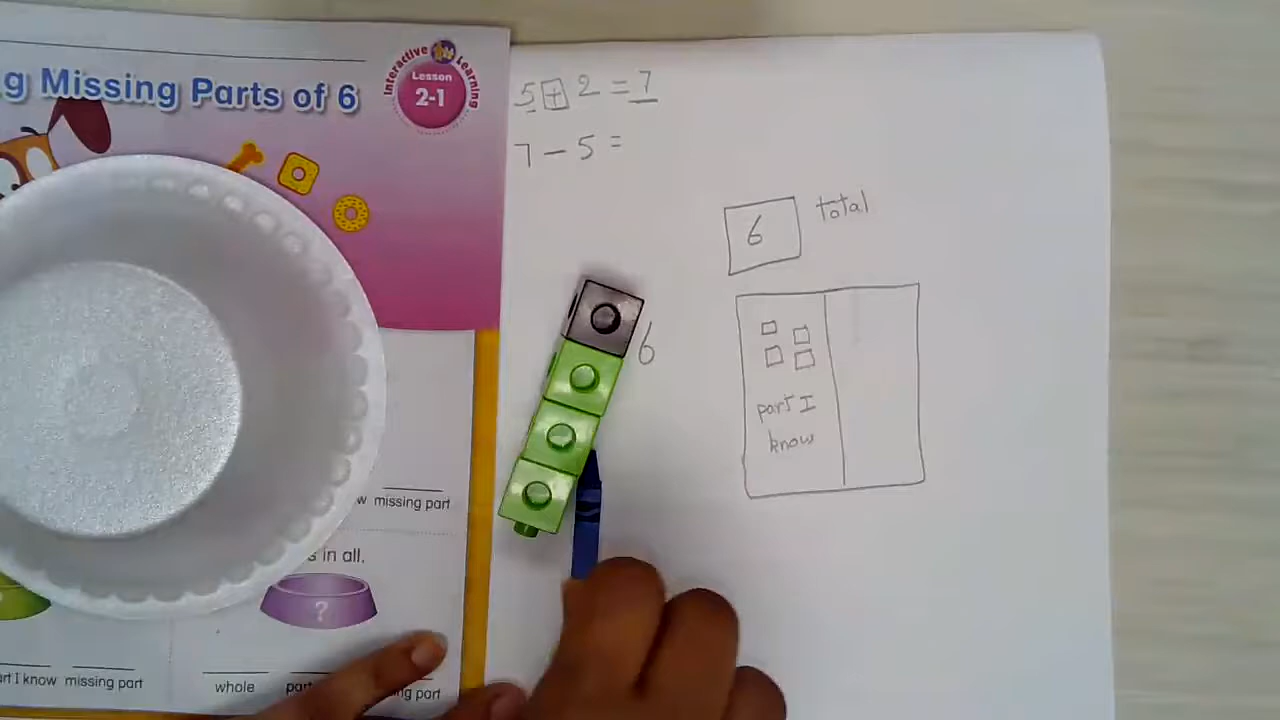 g Missing Parts of 6
Interactive Learning
Lesson
2-1
5 + 2 = 7
7 - 5 =
6 total
6
part I
know
w missing part
s in all.
?
art I know missing part
whole part
ng part